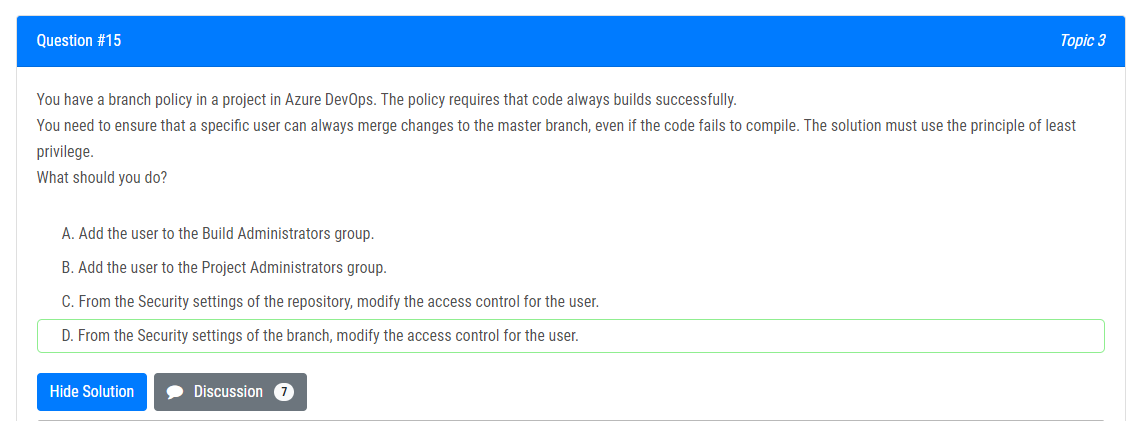 Question #15
Topic 3
You have a branch policy in a project in Azure DevOps. The policy requires that code always builds successfully.
You need to ensure that a specific user can always merge changes to the master branch, even if the code fails to compile. The solution must use the principle of least
privilege.
What should you do?
A. Add the user to the Build Administrators group.
B. Add the user to the Project Administrators group.
C. From the Security settings of the repository, modify the access control for the user.
D. From the Security settings of the branch, modify the access control for the user.
Hide Solution
Discussion 7